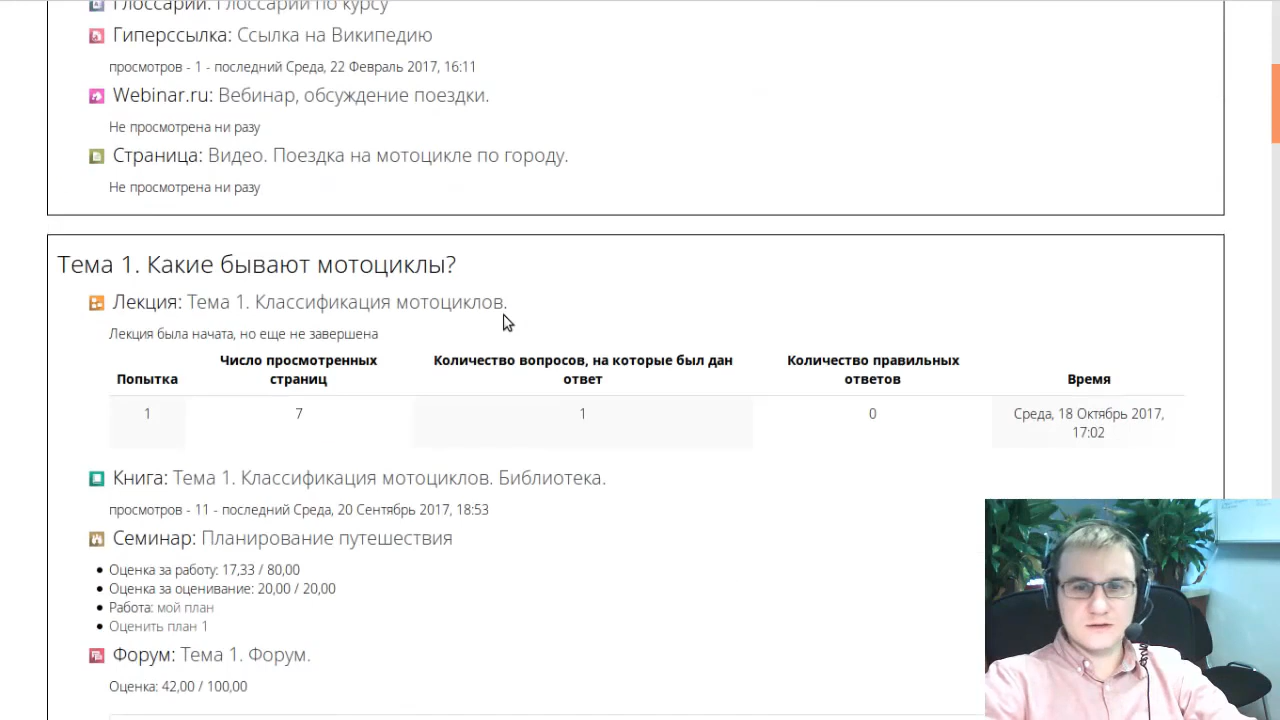 Глоссарий: Глоссарий по курсу
Гиперссылка: Ссылка на Википедию
просмотров - 1 - последний Среда, 22 Февраль 2017, 16:11
Webinar.ru: Вебинар, обсуждение поездки.
Не просмотрена ни разу
Страница: Видео. Поездка на мотоцикле по городу.
Не просмотрена ни разу
Тема 1. Какие бывают мотоциклы?
Лекция: Тема 1. Классификация мотоциклов.
Лекция была начата, но еще не завершена
Попытка Число просмотренных страниц Количество вопросов, на которые был дан ответ Количество правильных ответов Время
1 7 1 0 Среда, 18 Октябрь 2017, 17:02
Книга: Тема 1. Классификация мотоциклов. Библиотека.
просмотров - 11 - последний Среда, 20 Сентябрь 2017, 18:53
Семинар: Планирование путешествия
Оценка за работу: 17,33 / 80,00
Оценка за оценивание: 20,00 / 20,00
Работа: мой план
Оценить план 1
Форум: Тема 1. Форум.
Оценка: 42,00 / 100,00